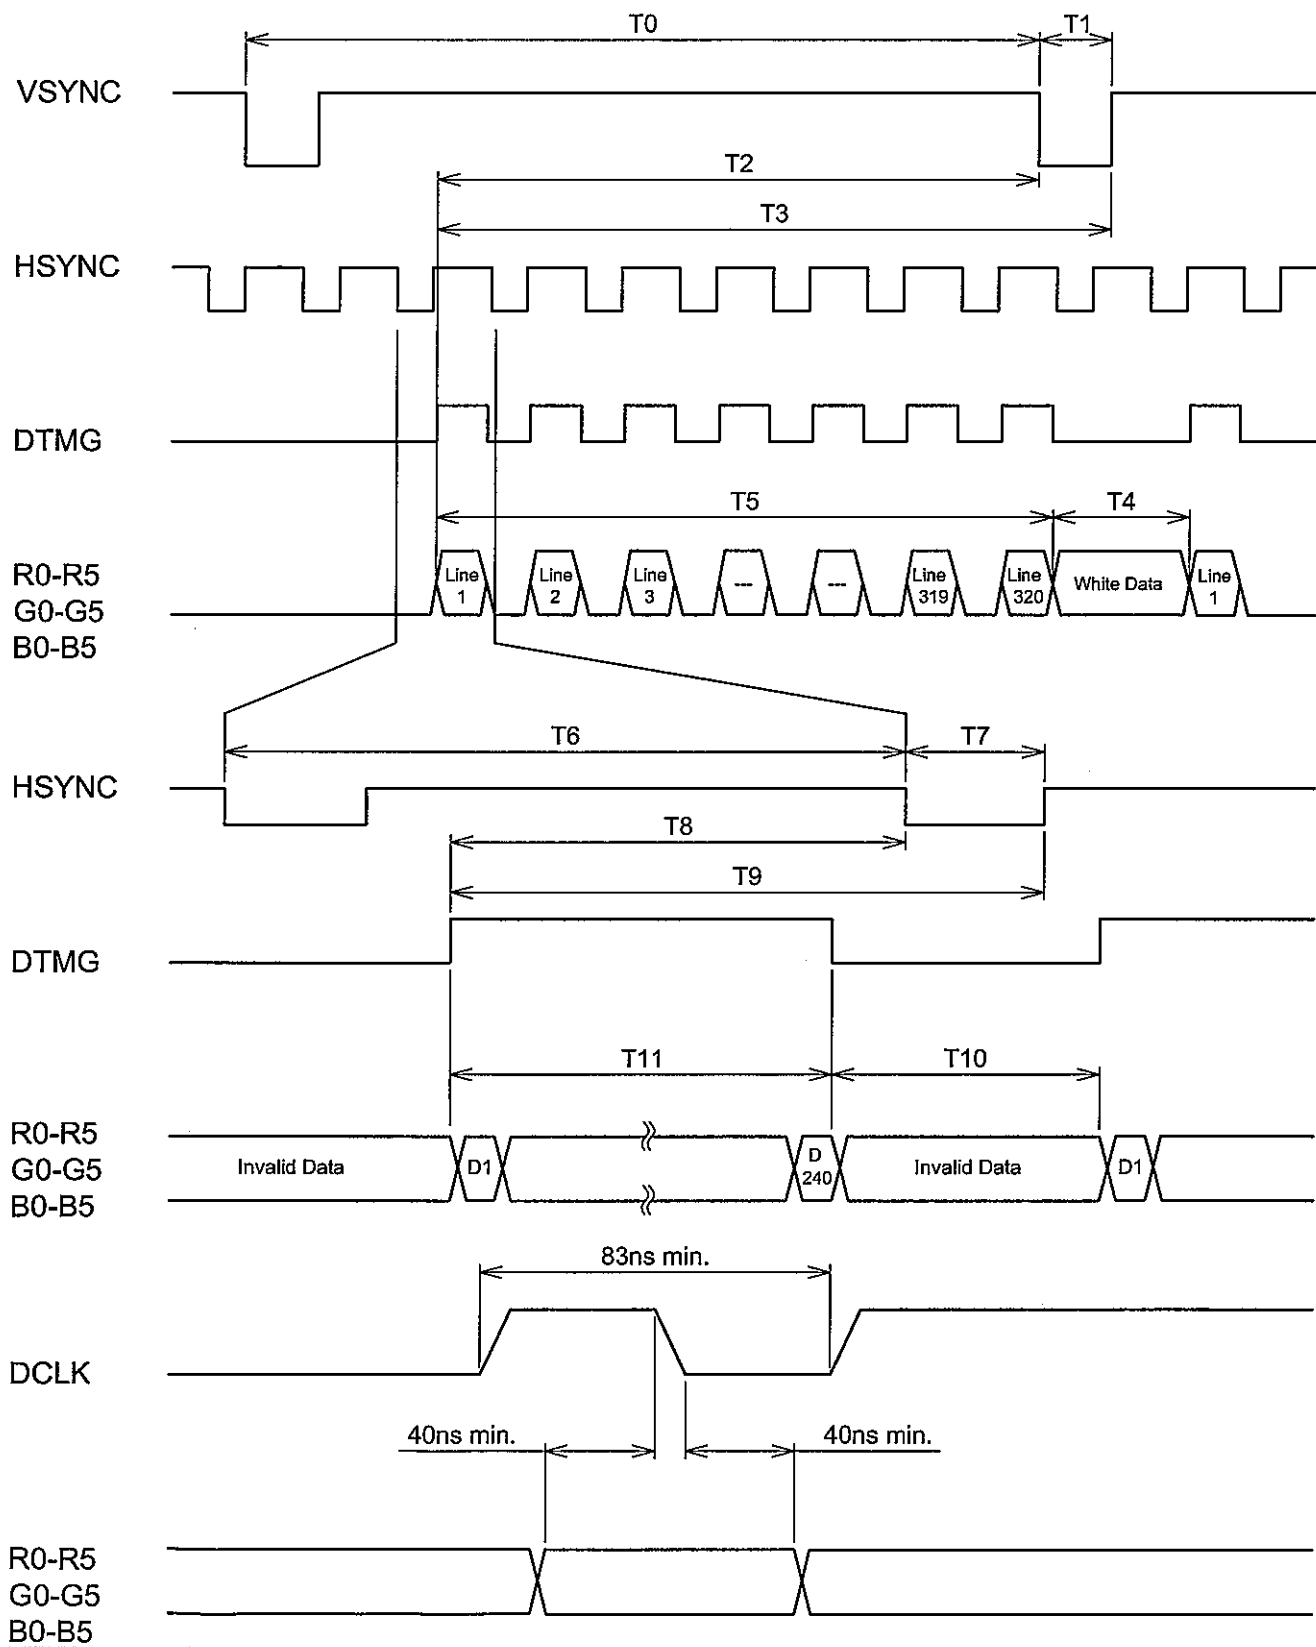 T0
T1
VSYNC
T2
T3
HSYNC
DTMG
T5
T4
R0-R5
G0-G5
B0-B5
Line 1
Line 2
Line 3
---
---
Line 319
Line 320
White Data
Line 1
T6
T7
HSYNC
T8
T9
DTMG
T11
T10
R0-R5
G0-G5
B0-B5
Invalid Data
D1
D 240
Invalid Data
D1
83ns min.
DCLK
40ns min.
40ns min.
R0-R5
G0-G5
B0-B5